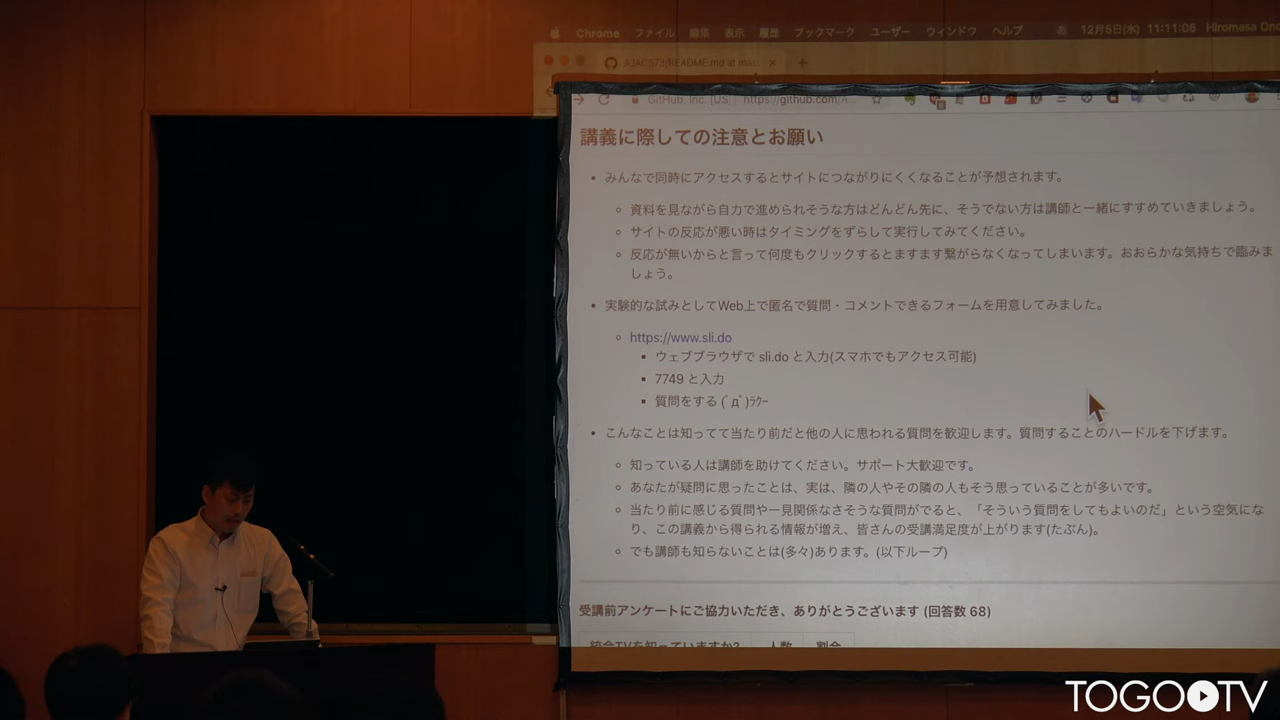 Chrome ファイル 編集 表示 履歴 ブックマーク ユーザー ウィンドウ ヘルプ あ 12月5日(水) 11:11:06 Hiromasa Ono
AJACS73/README.md at mas
GitHub, Inc. [US] | https://github.com/A...
講義に際しての注意とお願い
• みんなで同時にアクセスするとサイトにつながりにくくなることが予想されます。
○ 資料を見ながら自力で進められそうな方はどんどん先に、そうでない方は講師と一緒にすすめていきましょう。
○ サイトの反応が悪い時はタイミングをずらして実行してみてください。
○ 反応が無いからと言って何度もクリックするとますます繋がらなくなってしまいます。おおらかな気持ちで臨みま
しょう。
• 実験的な試みとしてWeb上で匿名で質問・コメントできるフォームを用意してみました。
○ https://www.sli.do
▪ ウェブブラウザで sli.do と入力(スマホでもアクセス可能)
▪ 7749 と入力
▪ 質問をする (ﾟдﾟ)ﾗｸｰ
• こんなことは知ってて当たり前だと他の人に思われる質問を歓迎します。質問することのハードルを下げます。
○ 知っている人は講師を助けてください。サポート大歓迎です。
○ あなたが疑問に思ったことは、実は、隣の人やその隣の人もそう思っていることが多いです。
○ 当たり前に感じる質問や一見関係なさそうな質問がでると、「そういう質問をしてもよいのだ」という空気にな
り、この講義から得られる情報が増え、皆さんの受講満足度が上がります(たぶん)。
○ でも講師も知らないことは(多々)あります。(以下ループ)
受講前アンケートにご協力いただき、ありがとうございます (回答数 68)
統合TVを知っていますか? 人数 割合
TOGO TV